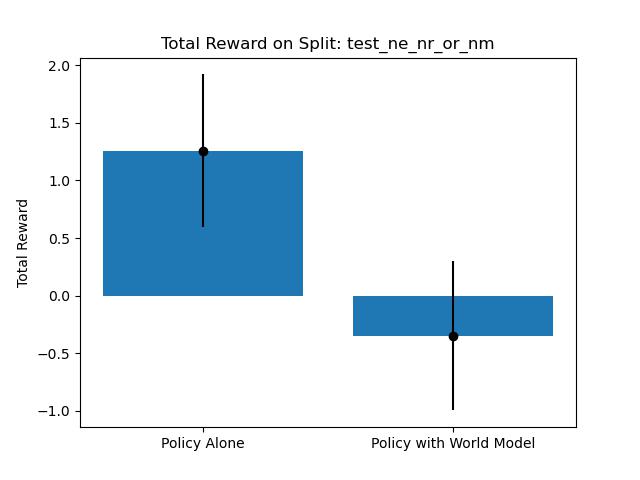 Total Reward on Split: test_ne_nr_or_nm
Total Reward
2.0
1.5
1.0
0.5
0.0
−0.5
−1.0
Policy Alone
Policy with World Model